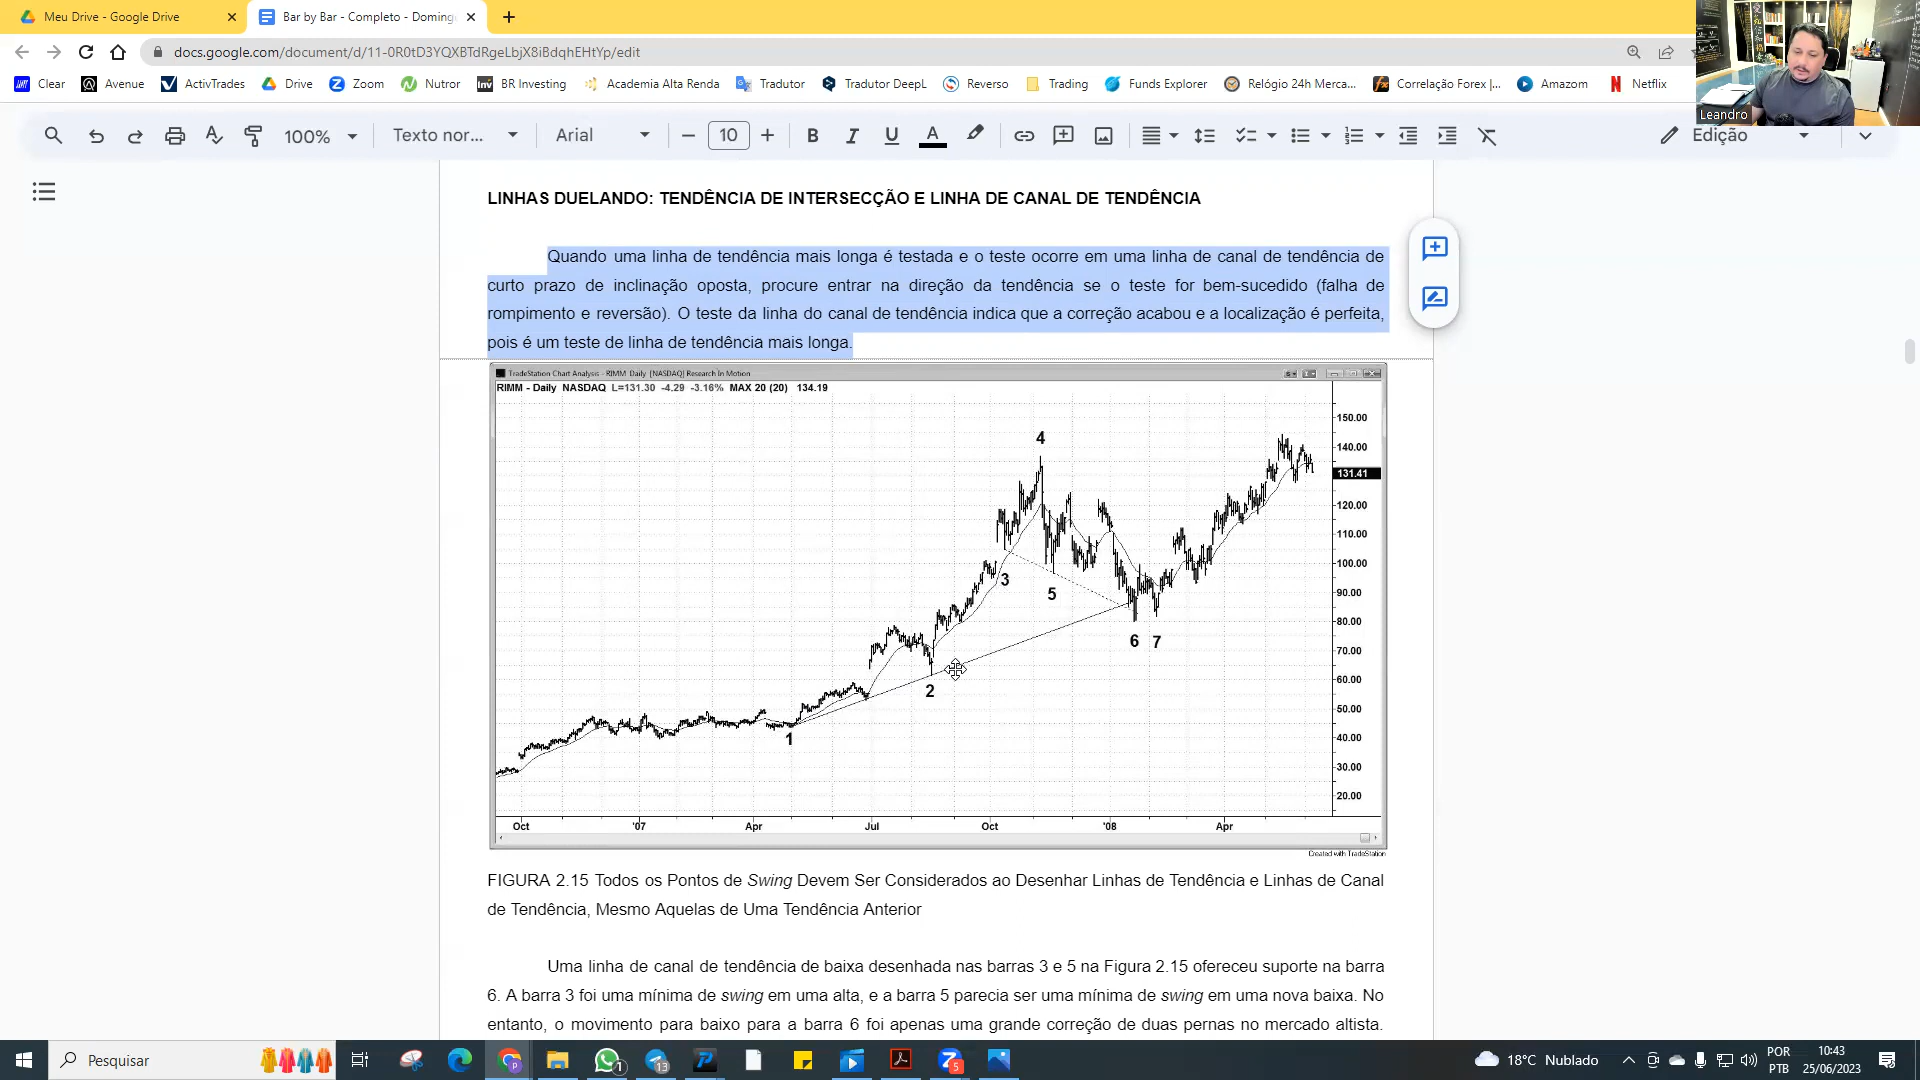 Meu Drive - Google Drive
Bar by Bar - Completo - Doming
docs.google.com/document/d/11-0R0tD3YQXBTdRgeLbjX8iBdqhEHtYp/edit
Clear Avenue ActivTrades Drive Zoom Nutror BR Investing Academia Alta Renda Tradutor Tradutor DeepL Reverso Trading Funds Explorer Relógio 24h Merca... Correlação Forex |... Amazom Netflix
Leandro
100% Texto nor... Arial 10 Edição
LINHAS DUELANDO: TENDÊNCIA DE INTERSECÇÃO E LINHA DE CANAL DE TENDÊNCIA
Quando uma linha de tendência mais longa é testada e o teste ocorre em uma linha de canal de tendência de
curto prazo de inclinação oposta, procure entrar na direção da tendência se o teste for bem-sucedido (falha de
rompimento e reversão). O teste da linha do canal de tendência indica que a correção acabou e a localização é perfeita,
pois é um teste de linha de tendência mais longa.
TradeStation Chart Analysis - RIMM Daily [NASDAQ] Research In Motion
RIMM - Daily NASDAQ L=131.30 -4.29 -3.16% MAX 20 (20) 134.19
150.00
140.00
131.41
120.00
110.00
100.00
90.00
80.00
70.00
60.00
50.00
40.00
30.00
20.00
4
3
5
6 7
2
1
Oct '07 Apr Jul Oct '08 Apr
Created with TradeStation
FIGURA 2.15 Todos os Pontos de Swing Devem Ser Considerados ao Desenhar Linhas de Tendência e Linhas de Canal
de Tendência, Mesmo Aquelas de Uma Tendência Anterior
Uma linha de canal de tendência de baixa desenhada nas barras 3 e 5 na Figura 2.15 ofereceu suporte na barra
6. A barra 3 foi uma mínima de swing em uma alta, e a barra 5 parecia ser uma mínima de swing em uma nova baixa. No
entanto, o movimento para baixo para a barra 6 foi apenas uma grande correção de duas pernas no mercado altista.
Pesquisar
18°C Nublado
POR
PTB
10:43
25/06/2023